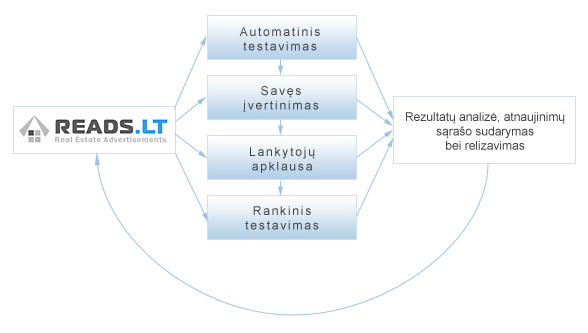 Automatinis
testavimas
Savęs
įvertinimas
READS.LT
Real Estate Advertisements
Lankytojų
apklausa
Rankinis
testavimas
Rezultatų analizė, atnaujinimų
sąrašo sudarymas
bei relizavimas